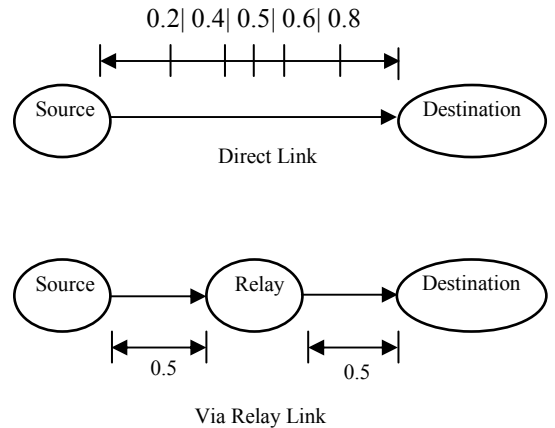 0.2| 0.4| 0.5| 0.6| 0.8
Source
Destination
Direct Link
Source
Relay
Destination
0.5
0.5
Via Relay Link